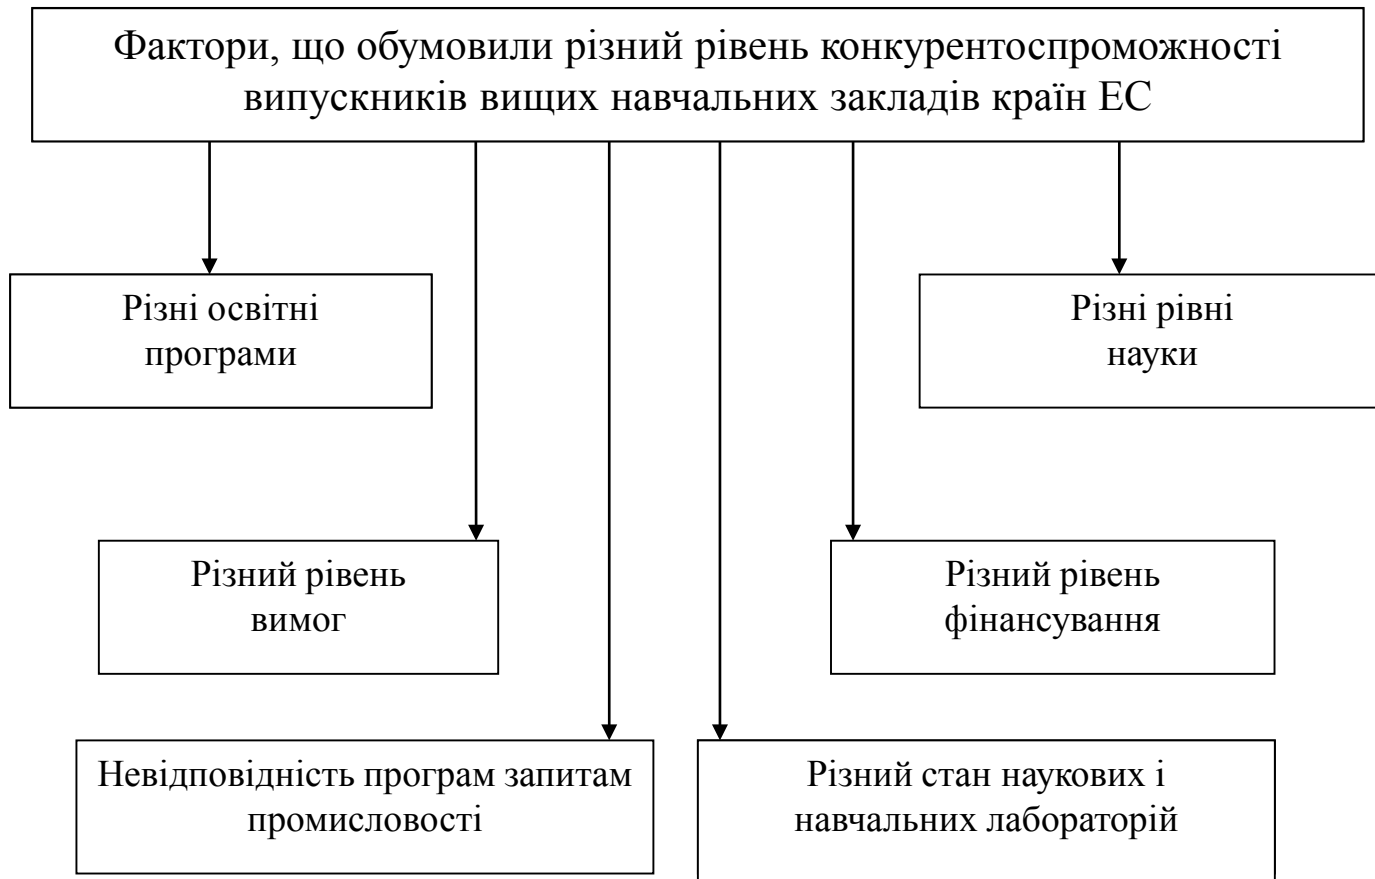 Фактори, що обумовили різний рівень конкурентоспроможності
випускників вищих навчальних закладів країн ЕС
Різні освітні
програми
Різні рівні
науки
Різний рівень
вимог
Різний рівень
фінансування
Невідповідність програм запитам
промисловості
Різний стан наукових і
навчальних лабораторій